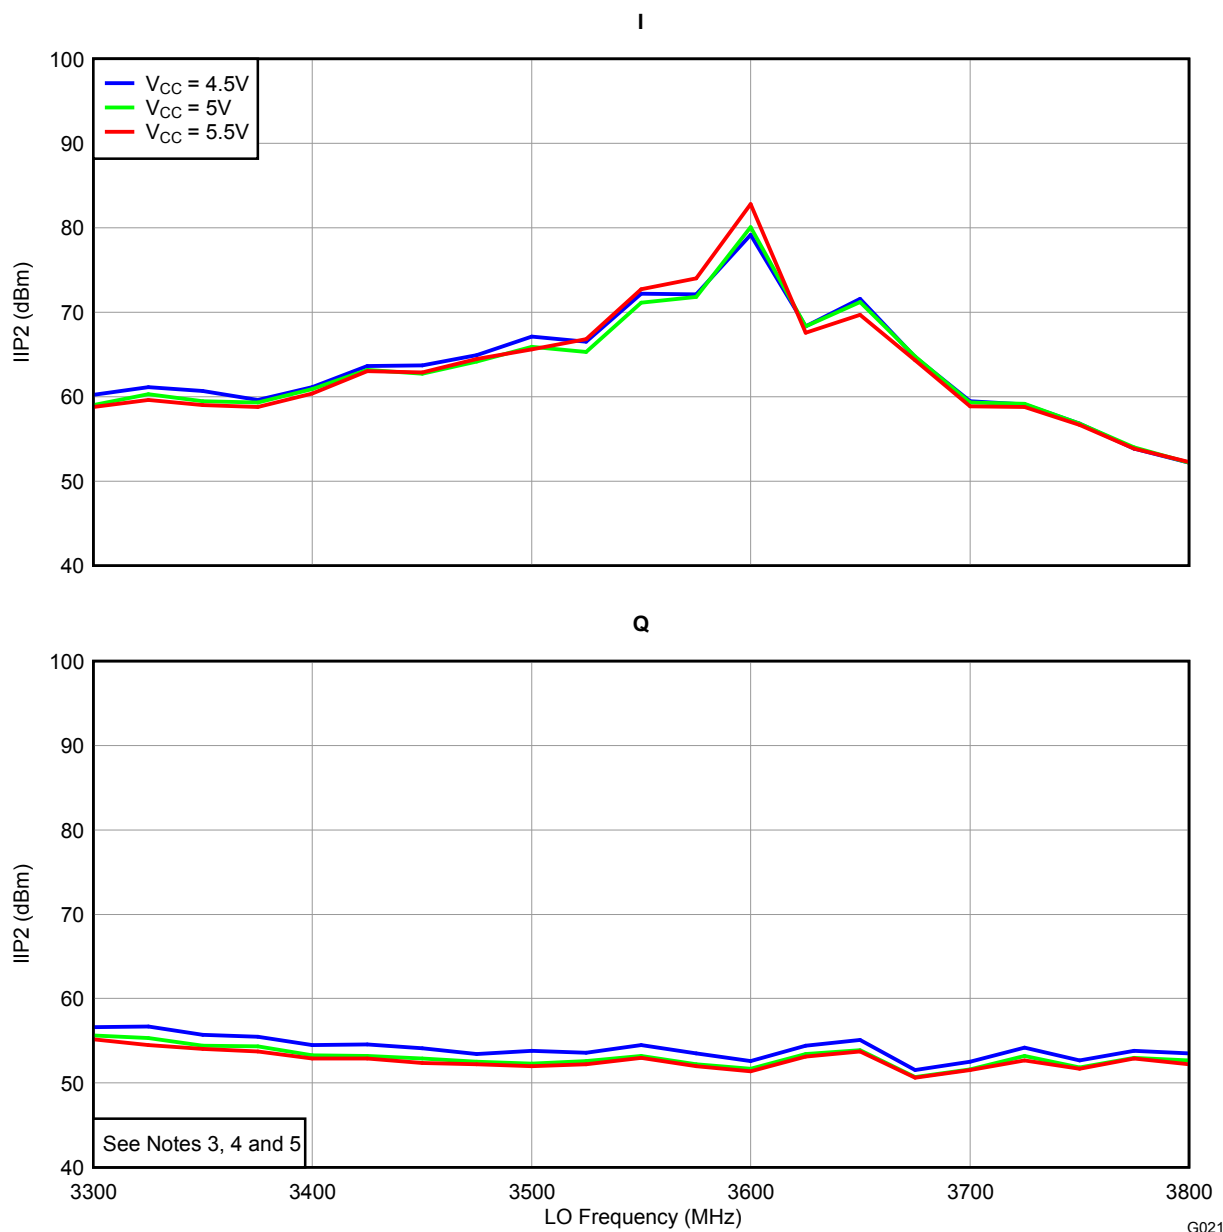 I
100
90
80
70
60
50
40
IIP2 (dBm)
VCC = 4.5V
VCC = 5V
VCC = 5.5V
Q
100
90
80
70
60
50
40
IIP2 (dBm)
See Notes 3, 4 and 5
3300 3400 3500 3600 3700 3800
LO Frequency (MHz)
G021